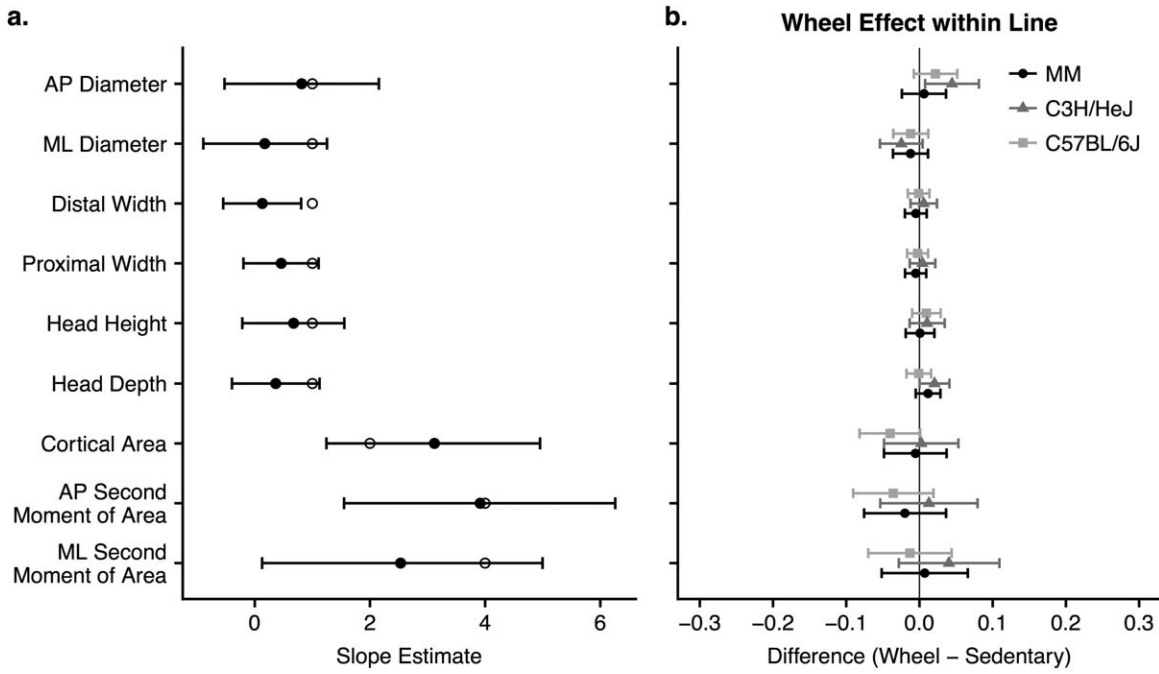 a.
AP Diameter
ML Diameter
Distal Width
Proximal Width
Head Height
Head Depth
Cortical Area
AP Second
Moment of Area
ML Second
Moment of Area
0 2 4 6
Slope Estimate
b.
Wheel Effect within Line
MM
C3H/HeJ
C57BL/6J
−0.3 −0.2 −0.1 0.0 0.1 0.2 0.3
Difference (Wheel − Sedentary)